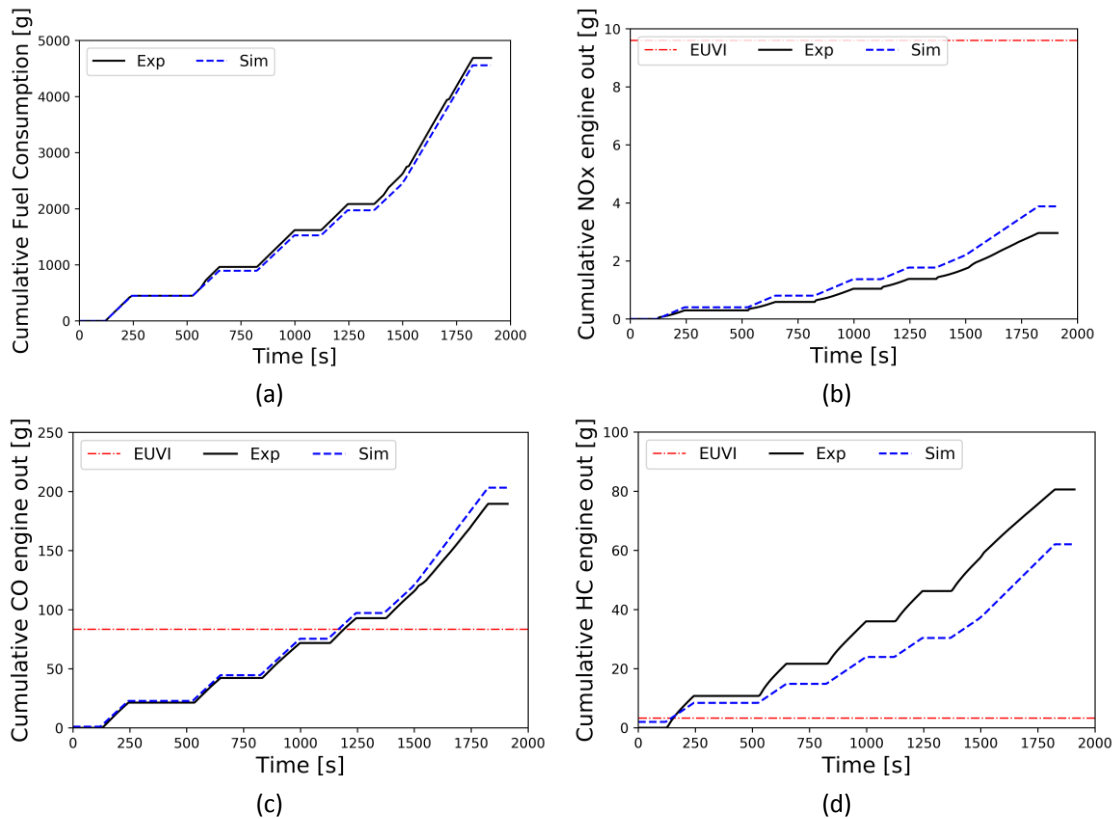 Cumulative Fuel Consumption [g]
5000
4000
3000
2000
1000
0
Exp Sim
0 250 500 750 1000 1250 1500 1750 2000
Time [s]
(a)
Cumulative NOx engine out [g]
10
8
6
4
2
0
EUVI Exp Sim
0 250 500 750 1000 1250 1500 1750 2000
Time [s]
(b)
Cumulative CO engine out [g]
250
200
150
100
50
0
EUVI Exp Sim
0 250 500 750 1000 1250 1500 1750 2000
Time [s]
(c)
Cumulative HC engine out [g]
100
80
60
40
20
0
EUVI Exp Sim
0 250 500 750 1000 1250 1500 1750 2000
Time [s]
(d)